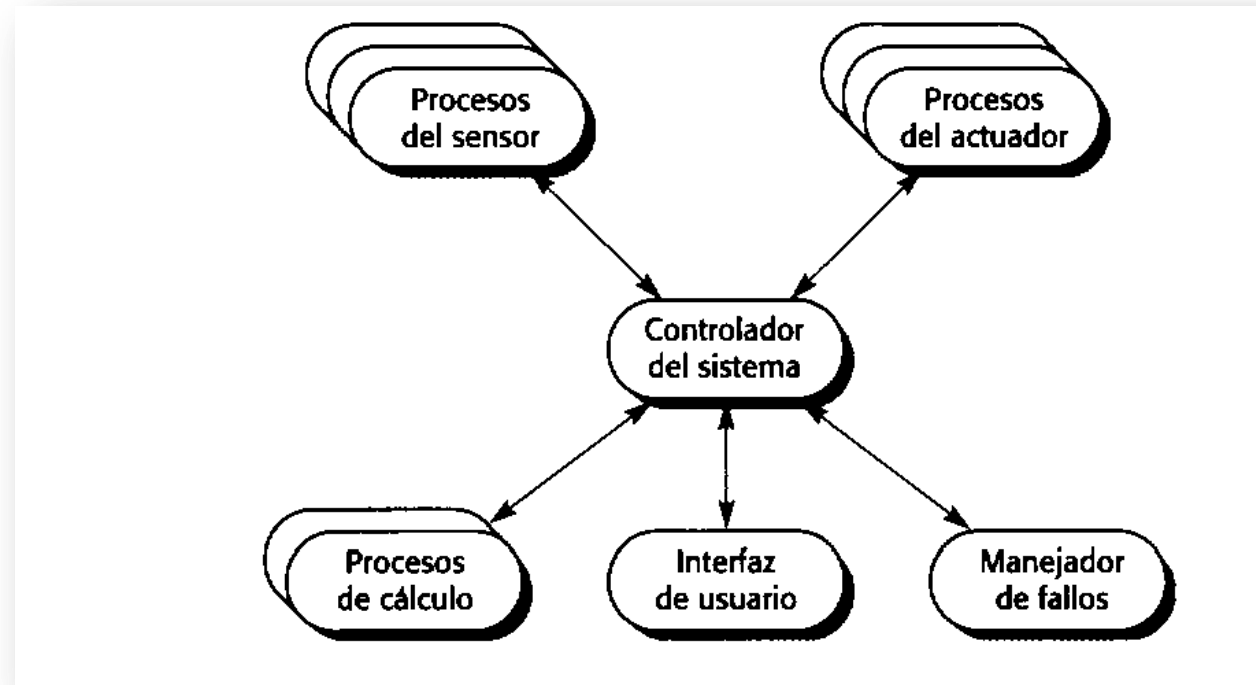 Procesos
del sensor
Procesos
del actuador
Controlador
del sistema
Procesos
de cálculo
Interfaz
de usuario
Manejador
de fallos